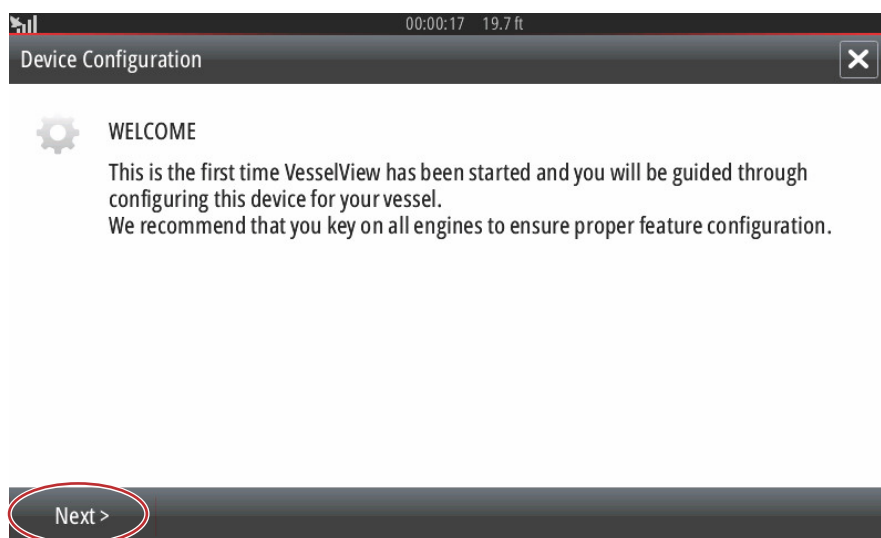 00:00:17 19.7 ft
Device Configuration
WELCOME
This is the first time VesselView has been started and you will be guided through
configuring this device for your vessel.
We recommend that you key on all engines to ensure proper feature configuration.
Next >